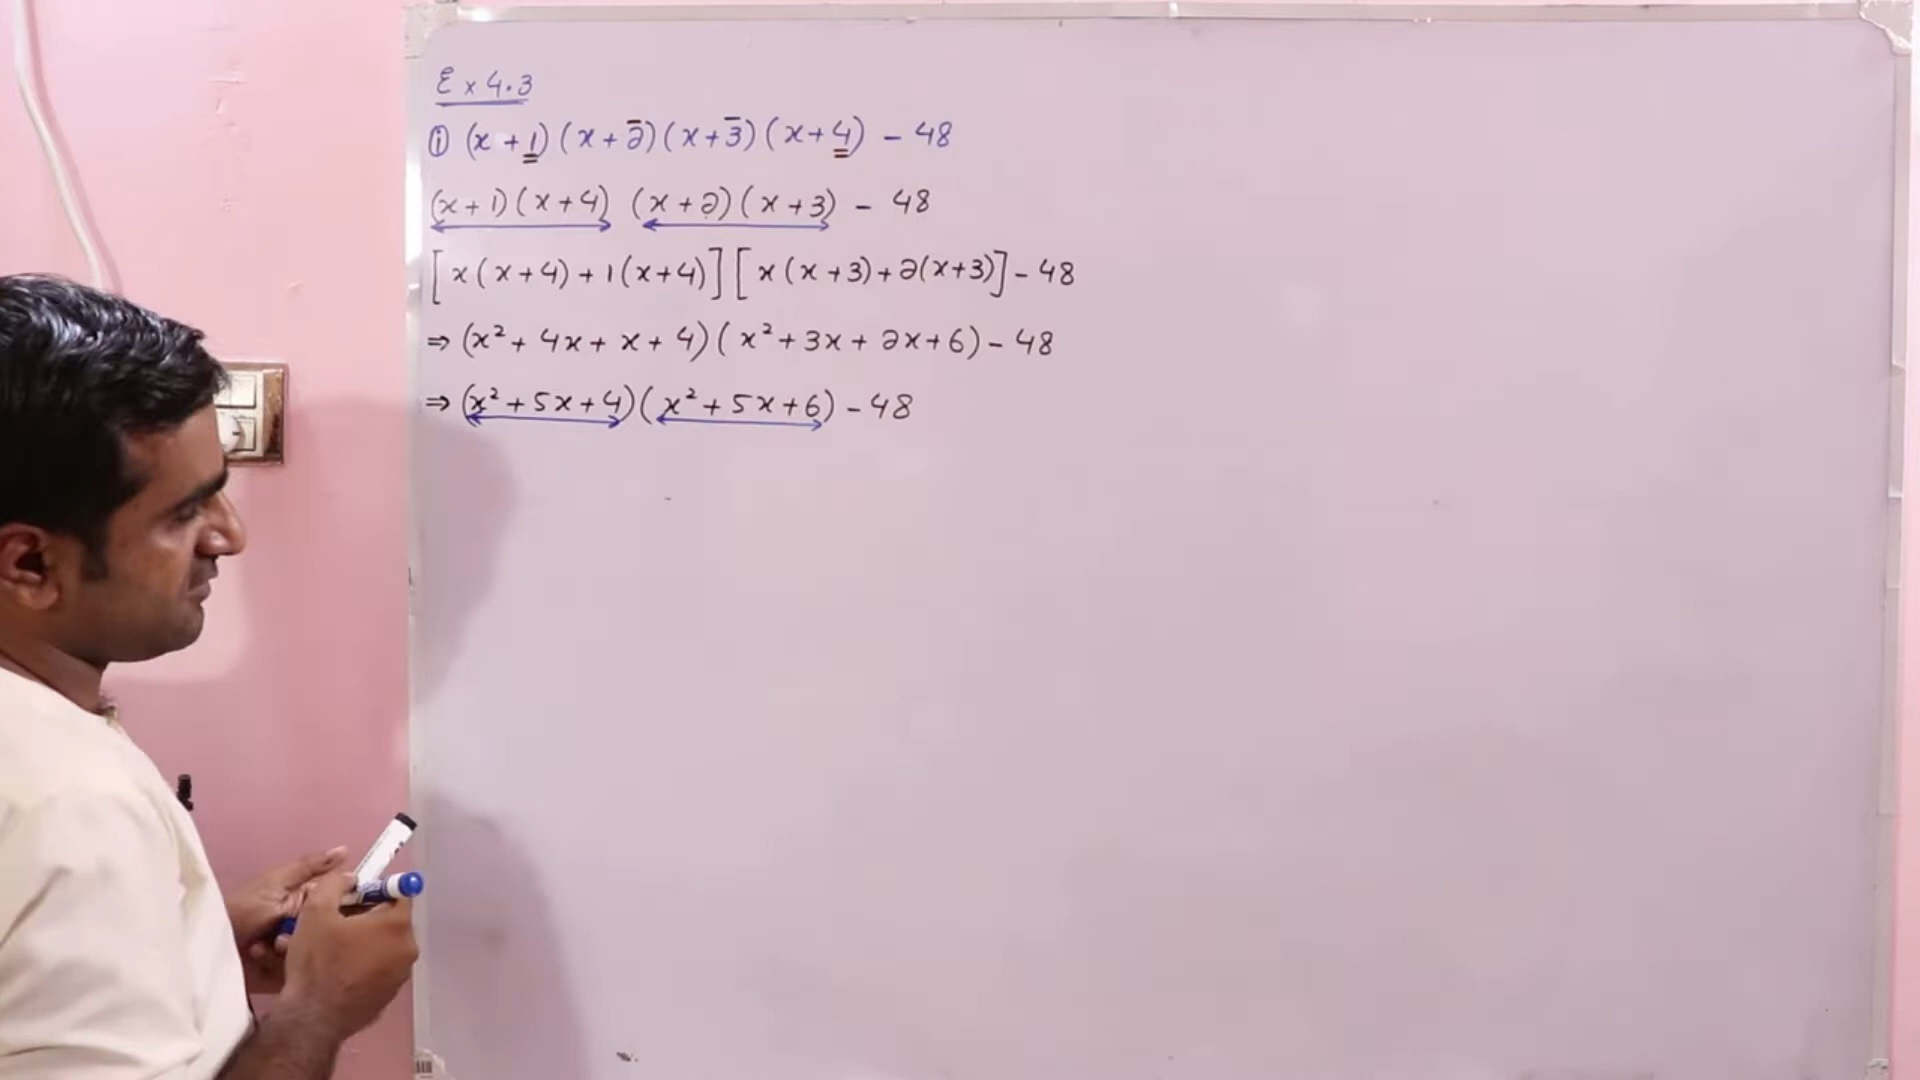 Ex 4.3
① (x + 1) (x + 2) (x + 3) (x + 4) - 48
(x + 1) (x + 4) (x + 2) (x + 3) - 48
[x (x + 4) + 1 (x + 4)] [x (x + 3) + 2(x + 3)] - 48
⇒ (x² + 4x + x + 4) (x² + 3x + 2x + 6) - 48
⇒ (x² + 5x + 4) (x² + 5x + 6) - 48